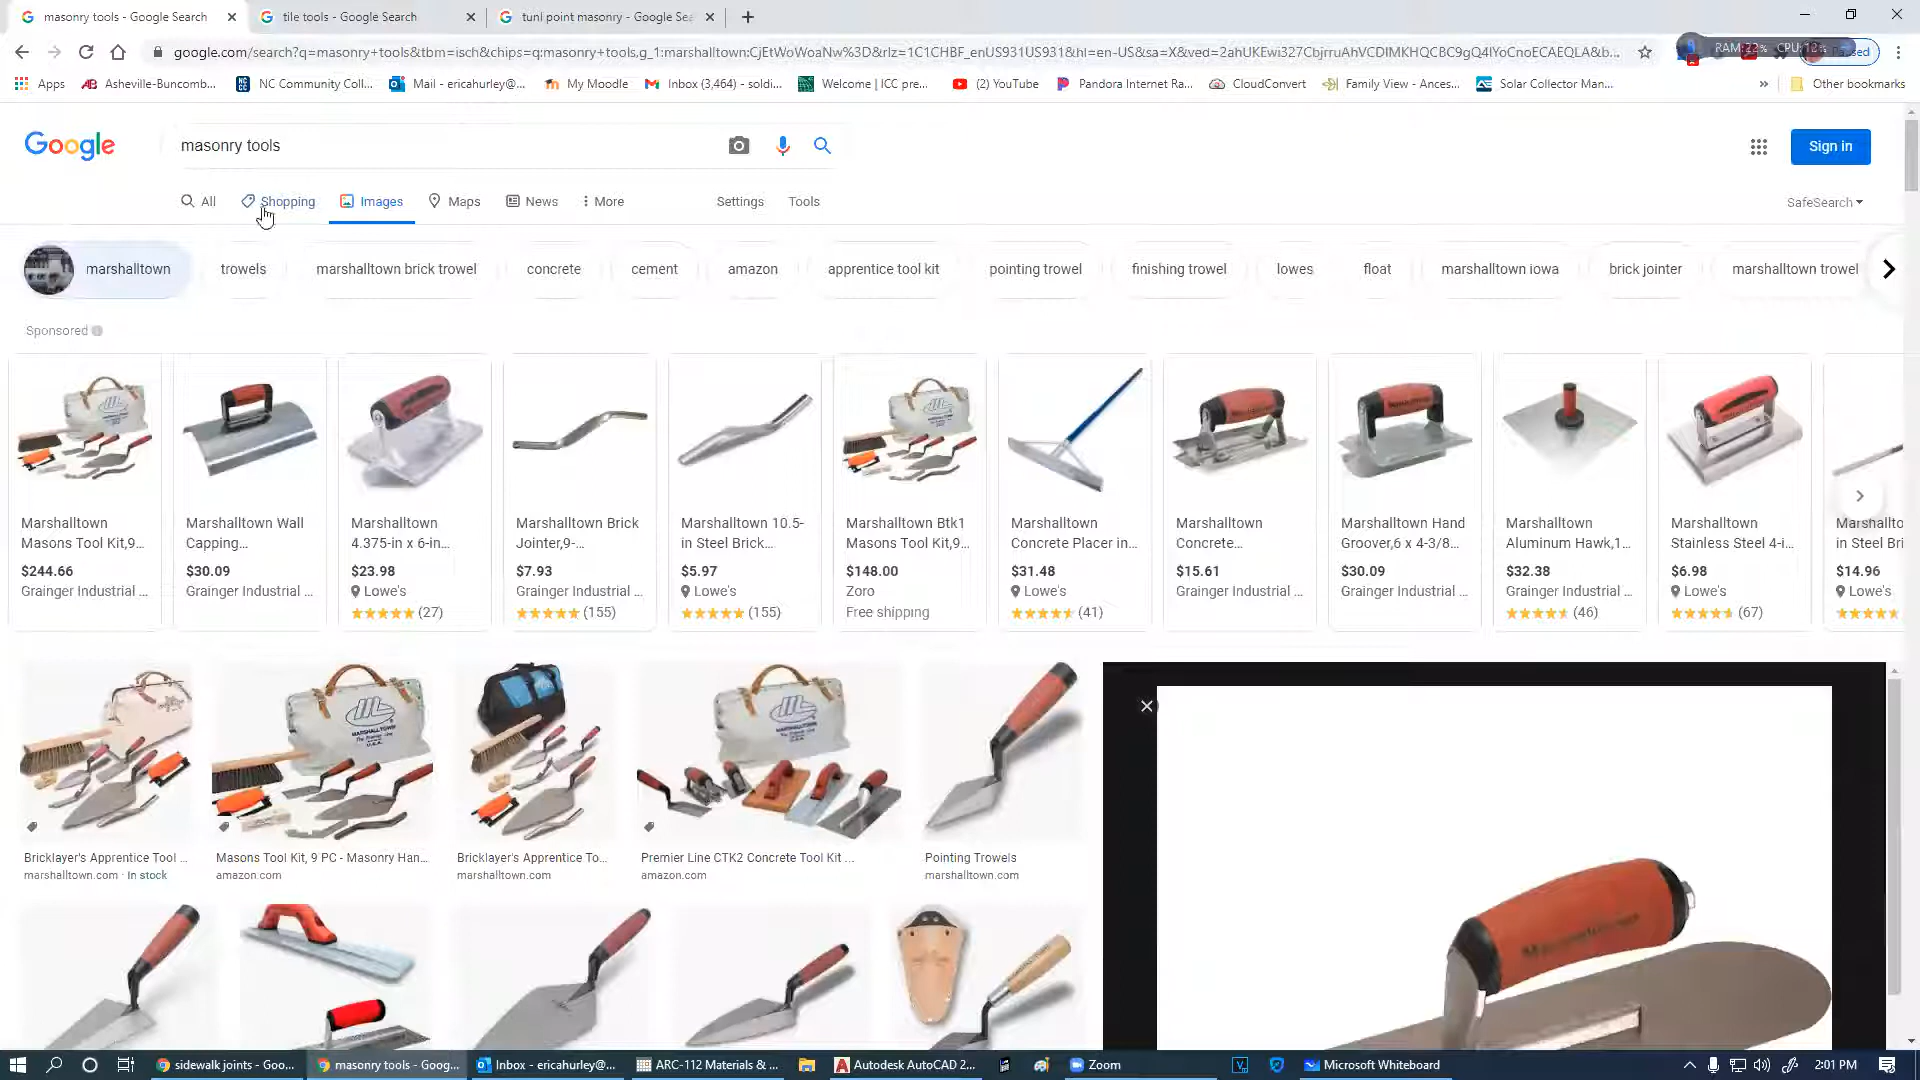 masonry tools - Google Search
tile tools - Google Search
tunl point masonry - Google Sea
google.com/search?q=masonry+tools&tbm=isch&chips=q:masonry+tools,g_1:marshalltown:CjEtWoWoaNw%3D&rlz=1C1CHBF_enUS931US931&hl=en-US&sa=X&ved=2ahUKEwi327CbjrruAhVCDlMKHQCBC9gQ4lYoCnoECAEQLA&b...
RAM:22% CPU:12%
Paused
Apps
Asheville-Buncomb...
NC Community Coll...
Mail - ericahurley@...
My Moodle
Inbox (3,464) - soldi...
Welcome | ICC pre...
(2) YouTube
Pandora Internet Ra...
CloudConvert
Family View - Ances...
Solar Collector Man...
»
Other bookmarks
Google
masonry tools
Sign in
All
Shopping
Images
Maps
News
More
Settings
Tools
SafeSearch
marshalltown
trowels
marshalltown brick trowel
concrete
cement
amazon
apprentice tool kit
pointing trowel
finishing trowel
lowes
float
marshalltown iowa
brick jointer
marshalltown trowel
Sponsored
Marshalltown
Masons Tool Kit,9...
$244.66
Grainger Industrial ...
Marshalltown Wall
Capping...
$30.09
Grainger Industrial ...
Marshalltown
4.375-in x 6-in...
$23.98
Lowe's
(27)
Marshalltown Brick
Jointer,9-...
$7.93
Grainger Industrial ...
(155)
Marshalltown 10.5-
in Steel Brick...
$5.97
Lowe's
(155)
Marshalltown Btk1
Masons Tool Kit,9...
$148.00
Zoro
Free shipping
Marshalltown
Concrete Placer in...
$31.48
Lowe's
(41)
Marshalltown
Concrete...
$15.61
Grainger Industrial ...
Marshalltown Hand
Groover,6 x 4-3/8...
$30.09
Grainger Industrial ...
Marshalltown
Aluminum Hawk,1...
$32.38
Grainger Industrial ...
(46)
Marshalltown
Stainless Steel 4-i...
$6.98
Lowe's
(67)
Marshallto
in Steel Bri
$14.96
Lowe's
Bricklayer's Apprentice Tool ...
marshalltown.com · In stock
Masons Tool Kit, 9 PC - Masonry Han...
amazon.com
Bricklayer's Apprentice To...
marshalltown.com
MARSHALLTOWN
Premier Line CTK2 Concrete Tool Kit ...
amazon.com
Pointing Trowels
marshalltown.com
sidewalk joints - Goo...
masonry tools - Goog...
Inbox - ericahurley@...
ARC-112 Materials & ...
Autodesk AutoCAD 2...
Zoom
Microsoft Whiteboard
2:01 PM